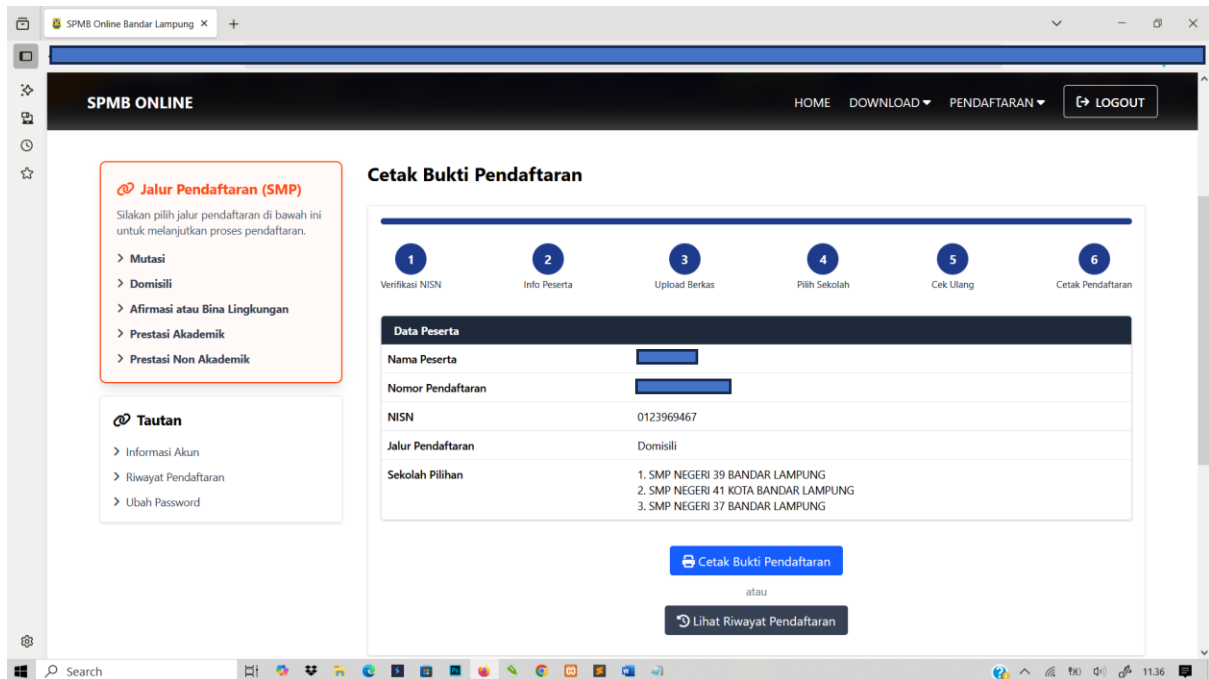 SPMB Online Bandar Lampung
SPMB ONLINE
HOME
DOWNLOAD
PENDAFTARAN
LOGOUT
Jalur Pendaftaran (SMP)
Silakan pilih jalur pendaftaran di bawah ini
untuk melanjutkan proses pendaftaran.
Mutasi
Domisili
Afirmasi atau Bina Lingkungan
Prestasi Akademik
Prestasi Non Akademik
Tautan
Informasi Akun
Riwayat Pendaftaran
Ubah Password
Cetak Bukti Pendaftaran
1
Verifikasi NISN
2
Info Peserta
3
Upload Berkas
4
Pilih Sekolah
5
Cek Ulang
6
Cetak Pendaftaran
Data Peserta
Nama Peserta
Nomor Pendaftaran
NISN 0123969467
Jalur Pendaftaran Domisili
Sekolah Pilihan 1. SMP NEGERI 39 BANDAR LAMPUNG
2. SMP NEGERI 41 KOTA BANDAR LAMPUNG
3. SMP NEGERI 37 BANDAR LAMPUNG
Cetak Bukti Pendaftaran
atau
Lihat Riwayat Pendaftaran
Search
11.36